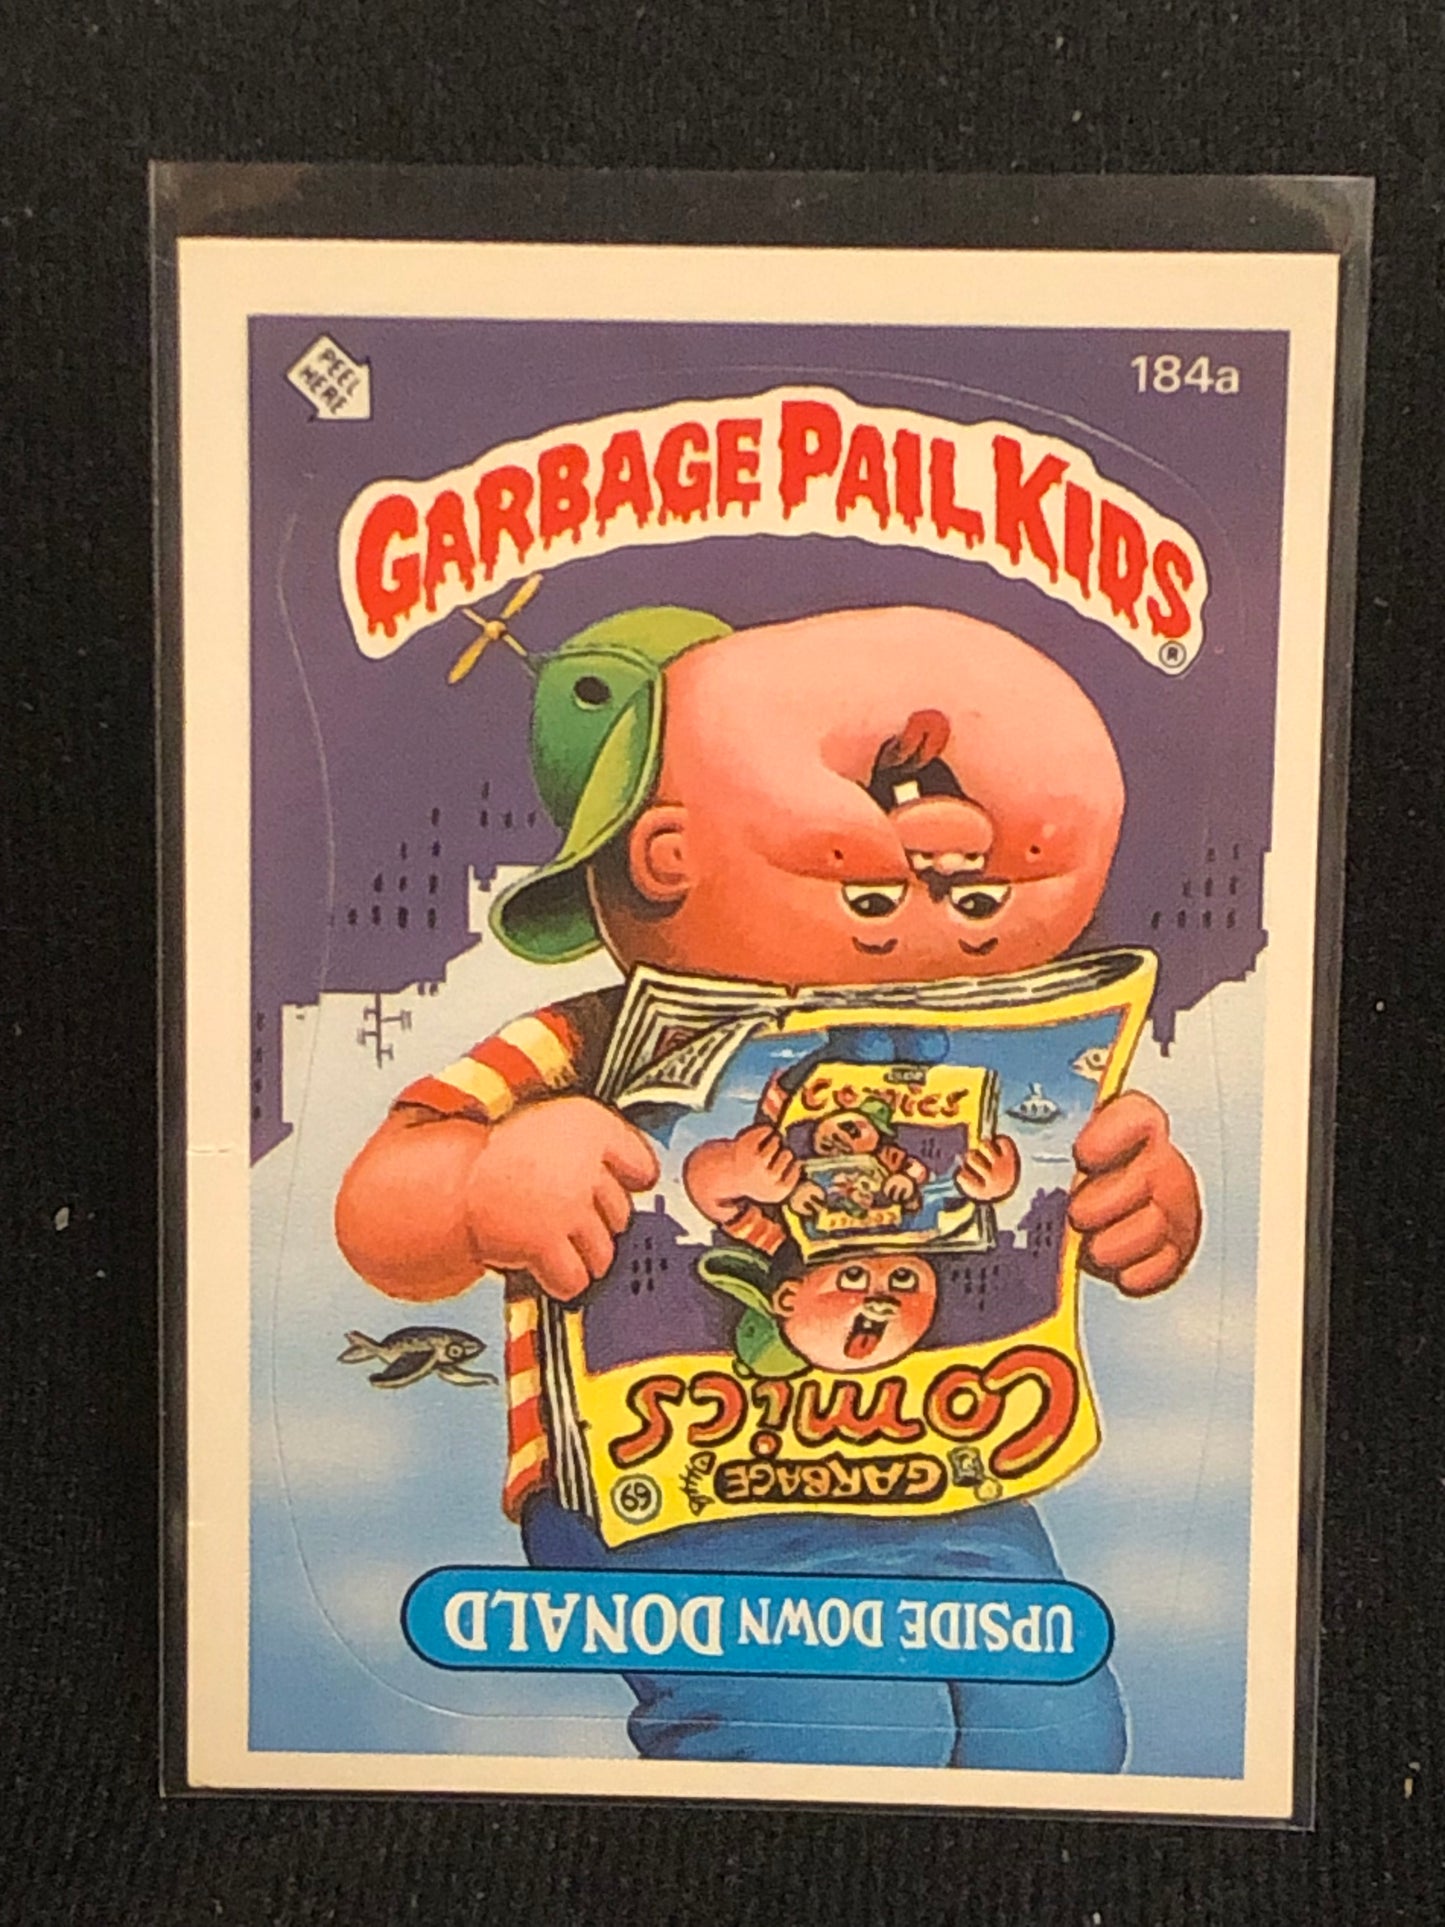 PEEL
HERE
184a
GARBAGE PAIL KIDS
®
Comics
Comics
GARBAGE
69
UPSIDE DOWN DONALD